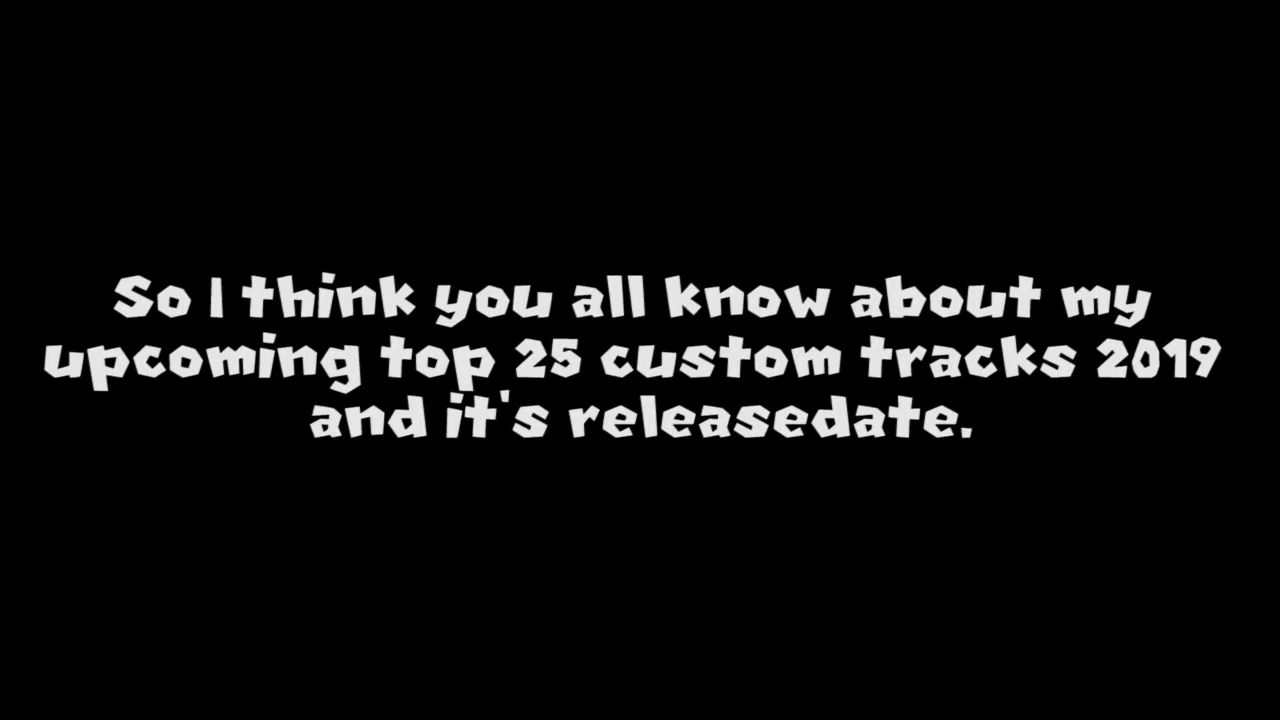 So I think you all know about my
upcoming top 25 custom tracks 2019
and it's releasedate.